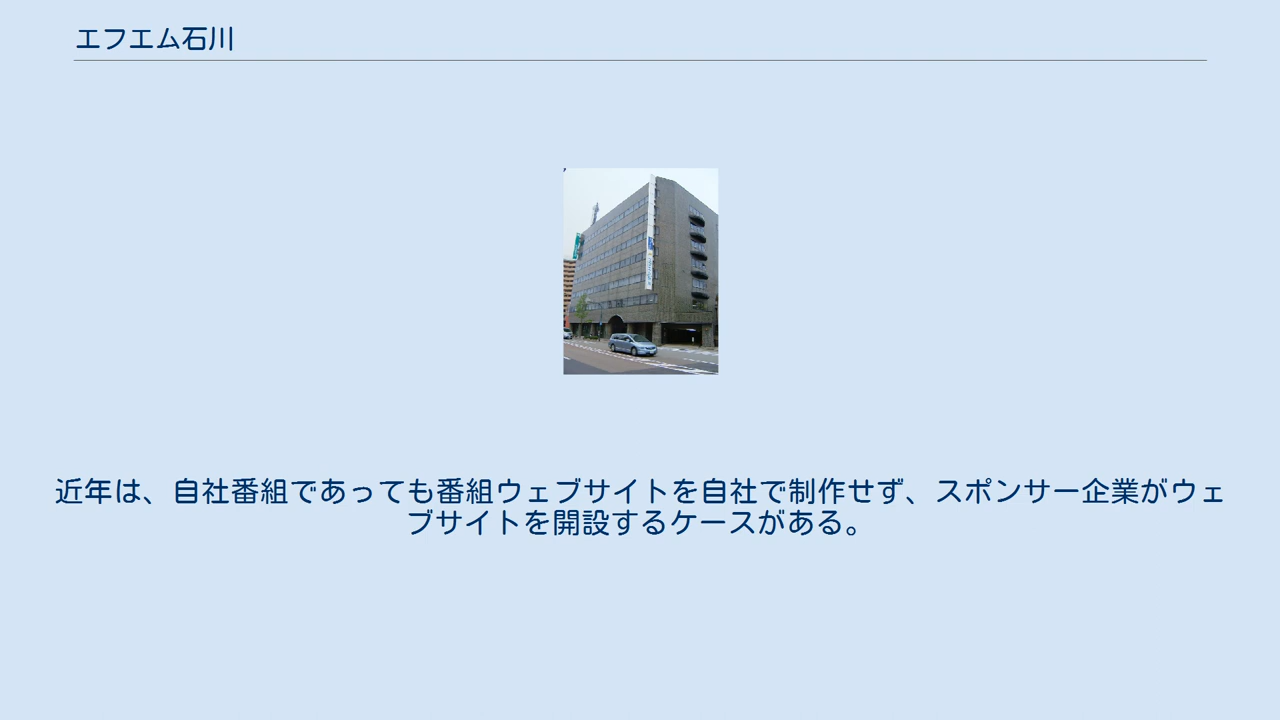 エフエム石川
近年は、自社番組であっても番組ウェブサイトを自社で制作せず、スポンサー企業がウェ
ブサイトを開設するケースがある。